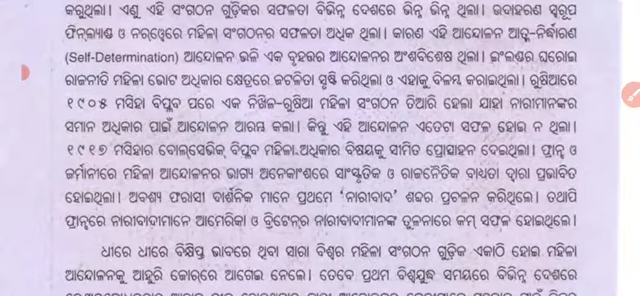 କରୁଥିଲା । ଏଣୁ ଏହି ସଂଗଠନ ଗୁଡ଼ିକର ସଫଳତା ବିଭିନ୍ନ ଦେଶରେ ଭିନ୍ନ ଭିନ୍ନ ଥିଲା । ଉଦାହରଣ ସ୍ୱରୂପ
ଫିନ୍‌ଲ୍ୟାଣ୍ଡ ଓ ନର୍‌ୱେରେ ମହିଳା ସଂଗଠନର ସଫଳତା ଅଧିକ ଥିଲା । କାରଣ ଏହି ଆନ୍ଦୋଳନ ଆତ୍ମ-ନିର୍ଦ୍ଧାରଣ
(Self-Determination) ଆନ୍ଦୋଳନ ଭଳି ଏକ ବୃହତ୍ତର ଆନ୍ଦୋଳନର ଅଂଶବିଶେଷ ଥିଲା । ଇଂଲଣ୍ଡର ଘରୋଇ
ରାଜନୀତି ମହିଳା ଭୋଟ ଅଧିକାର କ୍ଷେତ୍ରରେ ଜଟିଳତା ସୃଷ୍ଟି କରିଥିଲା ଓ ଏହାକୁ ବିଳମ୍ବ କରାଇଥିଲା । ରୁଷିଆରେ
୧୯୦୫ ମସିହା ବିପ୍ଳବ ପରେ ଏକ ନିଖିଳ-ରୁଷିଆ ମହିଳା ସଂଗଠନ ତିଆରି ହେଲା ଯାହା ନାରୀମାନଙ୍କର
ସମାନ ଅଧିକାର ପାଇଁ ଆନ୍ଦୋଳନ ଆରମ୍ଭ କଲା । କିନ୍ତୁ ଏହି ଆନ୍ଦୋଳନ ଏତେଟା ସଫଳ ହୋଇ ନ ଥିଲା ।
୧୯୧୭ ମସିହାର ବୋଲ୍‌ସେଭିକ୍ ବିପ୍ଳବ ମହିଳା ଅଧିକାର ବିଷୟକୁ ସୀମିତ ପ୍ରୋତ୍ସାହନ ଦେଇଥିଲା । ଫ୍ରାନ୍ସ ଓ
ଜର୍ମାନୀରେ ମହିଳା ଆନ୍ଦୋଳନର ଭାଗ୍ୟ ଅନେକାଂଶରେ ସାଂସ୍କୃତିକ ଓ ରାଜନୈତିକ ବାଧ୍ୟତା ଦ୍ୱାରା ପ୍ରଭାବିତ
ହୋଇଥିଲା । ଅବଶ୍ୟ ଫରାସୀ ଦାର୍ଶନିକ ମାନେ ପ୍ରଥମେ 'ନାରୀବାଦ' ଶବ୍ଦର ପ୍ରଚଳନ କରିଥିଲେ । ତଥାପି
ଫ୍ରାନ୍ସରେ ନାରୀବାଦୀମାନେ ଆମେରିକା ଓ ବ୍ରିଟେନ୍‌ର ନାରୀବାଦୀମାନଙ୍କ ତୁଳନାରେ କମ୍ ସଫଳ ହୋଇଥିଲେ ।
ଧୀରେ ଧୀରେ ବିକ୍ଷିପ୍ତ ଭାବରେ ଥିବା ସାରା ବିଶ୍ୱର ମହିଳା ସଂଗଠନ ଗୁଡ଼ିକ ଏକାଠି ହୋଇ ମହିଳା
ଆନ୍ଦୋଳନକୁ ଆହୁରି ଜୋର୍‌ରେ ଆଗେଇ ନେଲେ । ତେବେ ପ୍ରଥମ ବିଶ୍ୱଯୁଦ୍ଧ ସମୟରେ ବିଭିନ୍ନ ଦେଶରେ